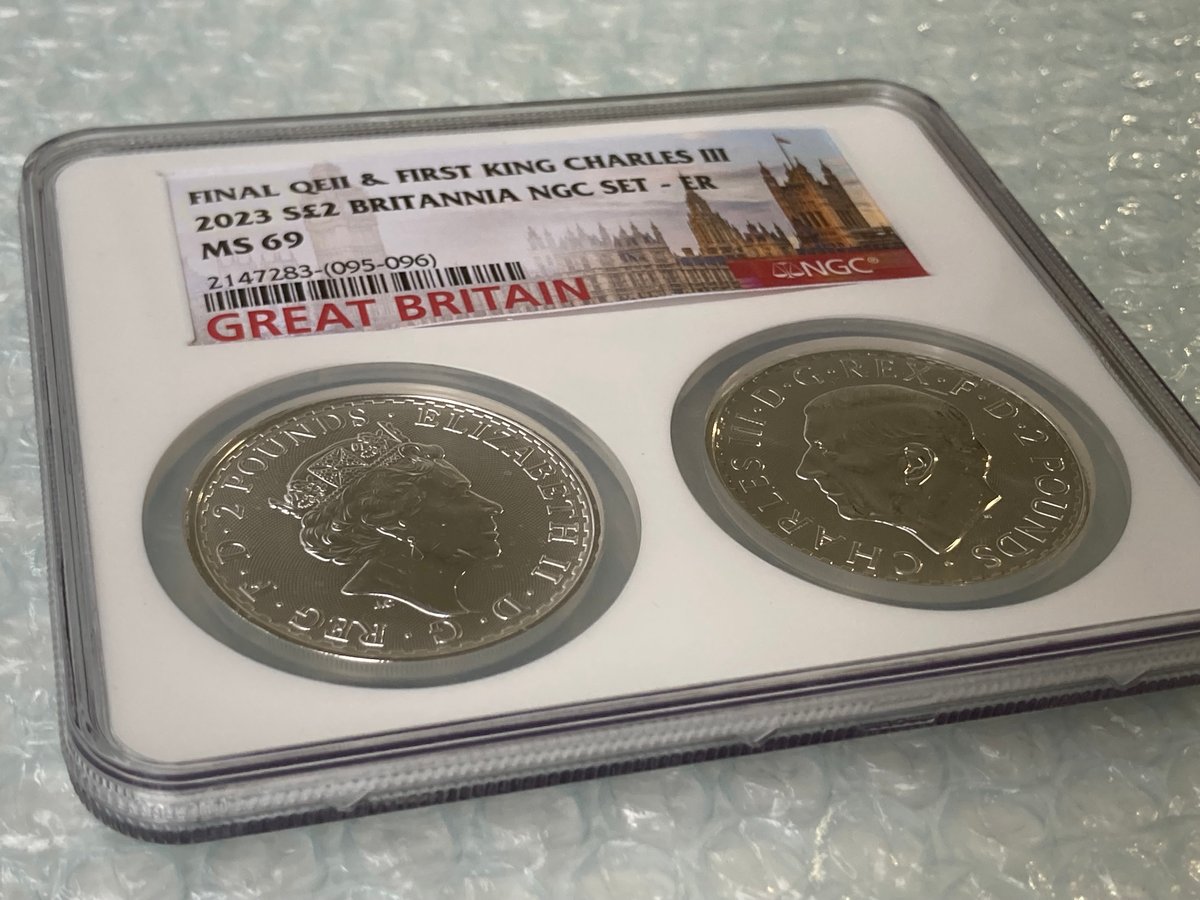 FINAL QEII & FIRST KING CHARLES III
2023 S£2 BRITANNIA NGC SET - ER
MS 69
2147283-(095-096)
GREAT BRITAIN
NGC®
ELIZABETH II · D · G · REG · F · D · 2 POUNDS ·
CHARLES III · D · G · REX · F · D · 2 POUNDS ·